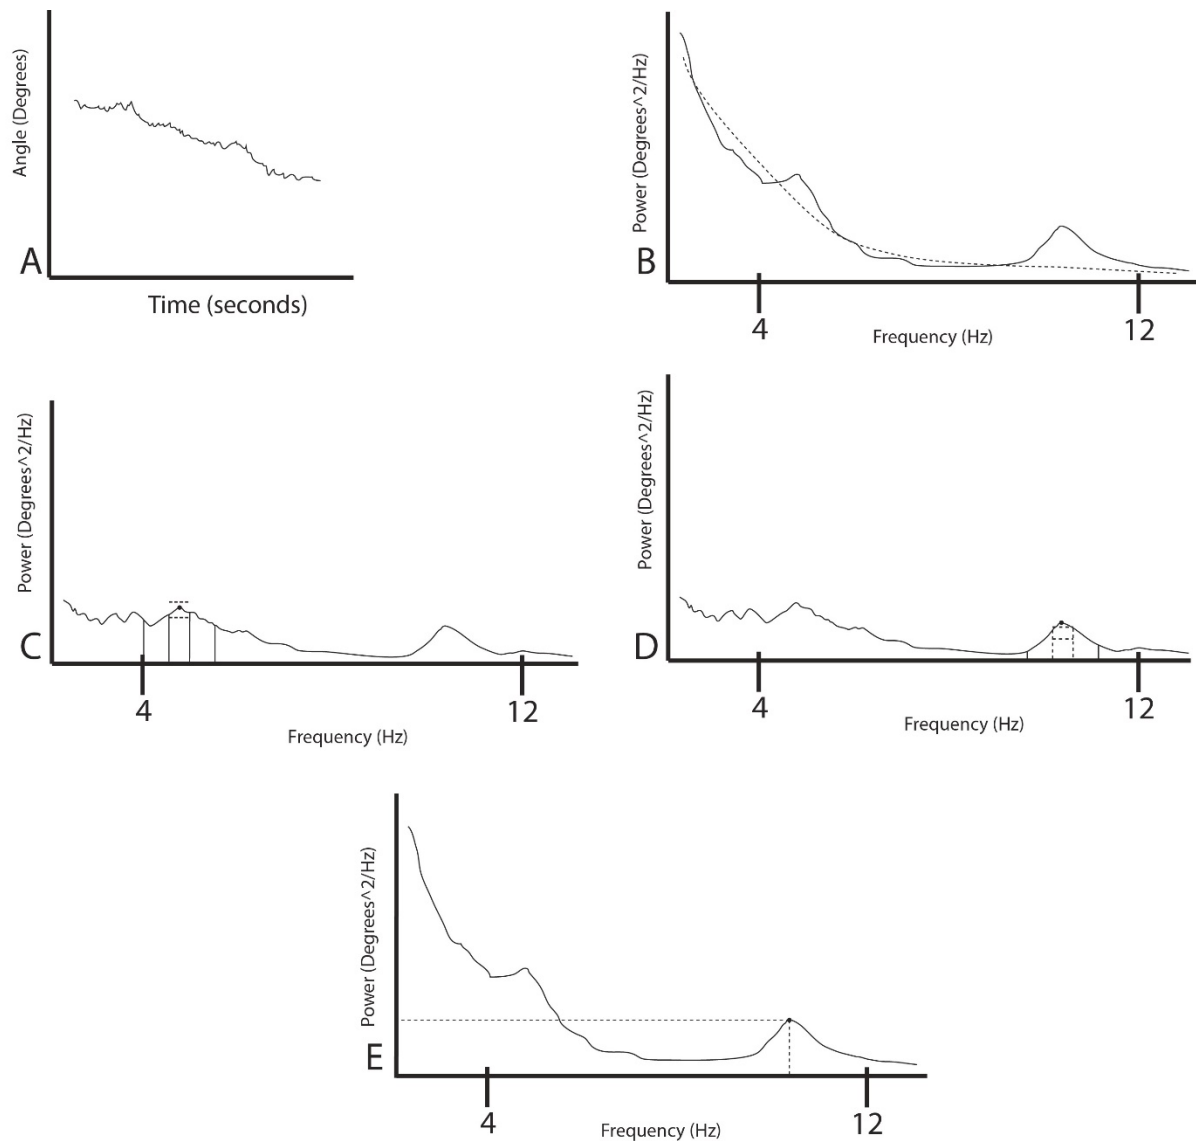 Angle (Degrees)
A
Time (seconds)
Power (Degrees^2/Hz)
B
4
12
Frequency (Hz)
Power (Degrees^2/Hz)
C
4
12
Frequency (Hz)
Power (Degrees^2/Hz)
D
4
12
Frequency (Hz)
Power (Degrees^2/Hz)
E
4
12
Frequency (Hz)